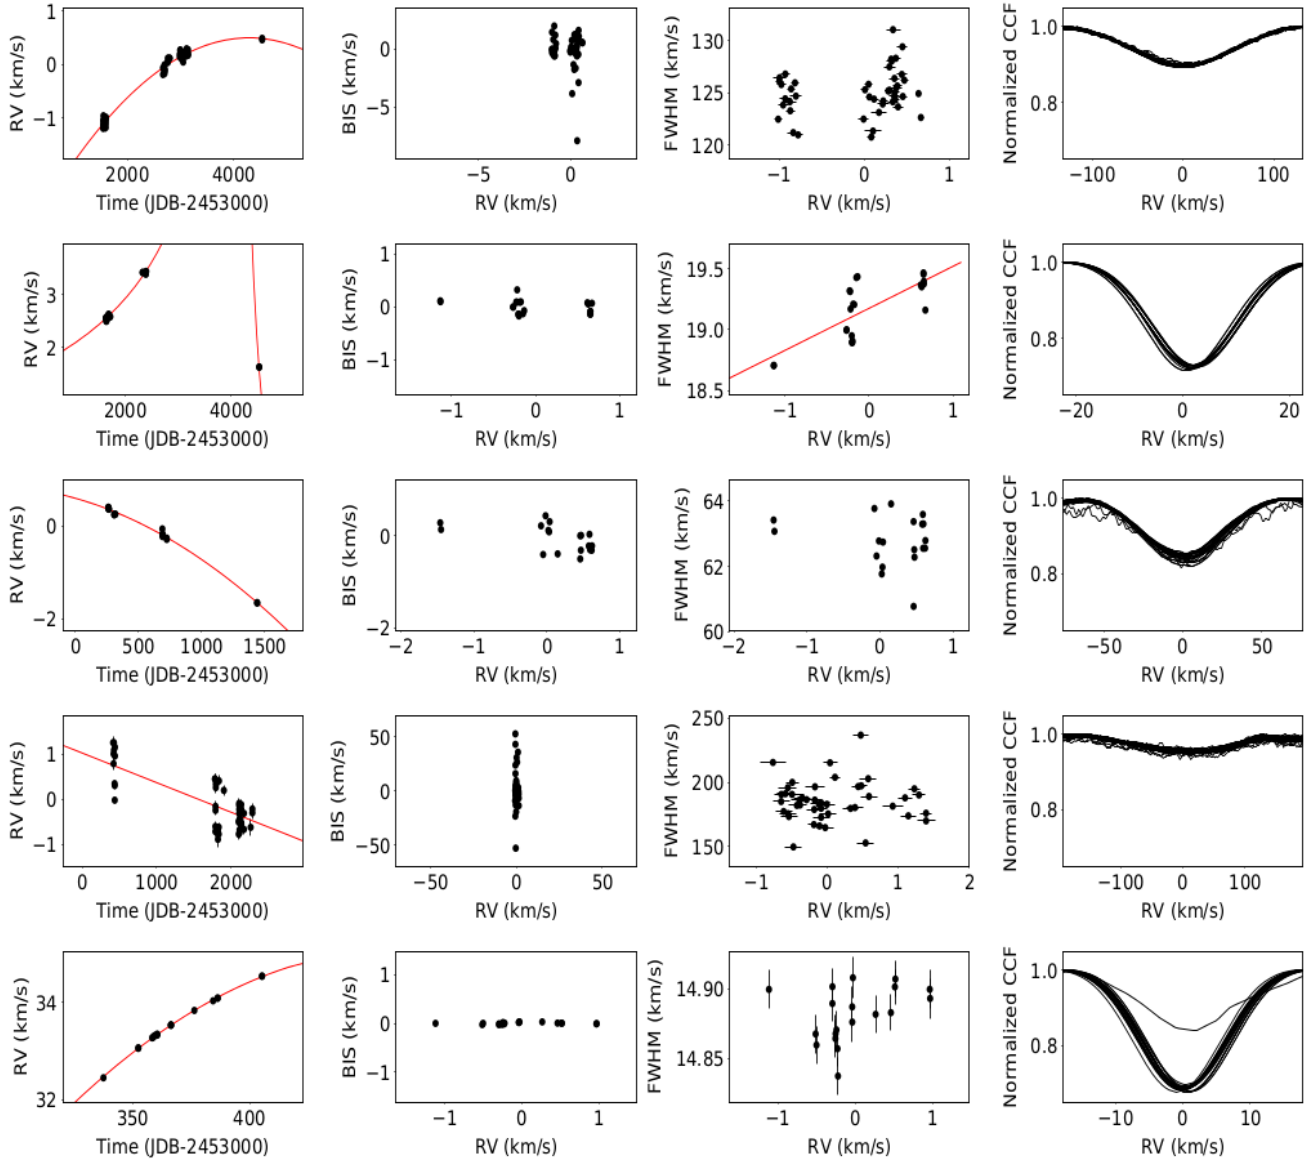 RV (km/s)
1
0
−1
2000 4000
Time (JDB-2453000)
BIS (km/s)
0
−5
−5 0
RV (km/s)
FWHM (km/s)
130
125
120
−1 0 1
RV (km/s)
Normalized CCF
1.0
0.8
−100 0 100
RV (km/s)
RV (km/s)
3
2
2000 4000
Time (JDB-2453000)
BIS (km/s)
1
0
−1
−1 0 1
RV (km/s)
FWHM (km/s)
19.5
19.0
18.5
−1 0 1
RV (km/s)
Normalized CCF
1.0
0.8
−20 0 20
RV (km/s)
RV (km/s)
0
−2
0 500 1000 1500
Time (JDB-2453000)
BIS (km/s)
0
−2
−2 −1 0 1
RV (km/s)
FWHM (km/s)
64
62
60
−2 −1 0 1
RV (km/s)
Normalized CCF
1.0
0.8
−50 0 50
RV (km/s)
RV (km/s)
1
0
−1
0 1000 2000
Time (JDB-2453000)
BIS (km/s)
50
0
−50
−50 0 50
RV (km/s)
FWHM (km/s)
250
200
150
−1 0 1 2
RV (km/s)
Normalized CCF
1.0
0.8
−100 0 100
RV (km/s)
RV (km/s)
34
32
350 400
Time (JDB-2453000)
BIS (km/s)
1
0
−1
−1 0 1
RV (km/s)
FWHM (km/s)
14.90
14.85
−1 0 1
RV (km/s)
Normalized CCF
1.0
0.8
−10 0 10
RV (km/s)